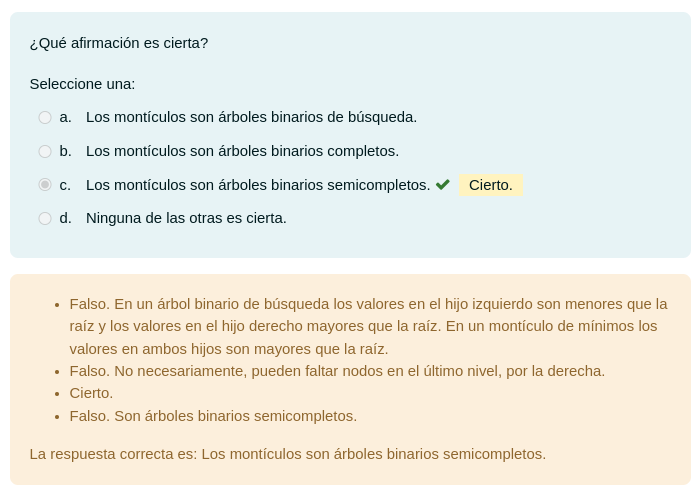 ¿Qué afirmación es cierta?
Seleccione una:
a. Los montículos son árboles binarios de búsqueda.
b. Los montículos son árboles binarios completos.
c. Los montículos son árboles binarios semicompletos. Cierto.
d. Ninguna de las otras es cierta.
Falso. En un árbol binario de búsqueda los valores en el hijo izquierdo son menores que la
raíz y los valores en el hijo derecho mayores que la raíz. En un montículo de mínimos los
valores en ambos hijos son mayores que la raíz.
Falso. No necesariamente, pueden faltar nodos en el último nivel, por la derecha.
Cierto.
Falso. Son árboles binarios semicompletos.
La respuesta correcta es: Los montículos son árboles binarios semicompletos.